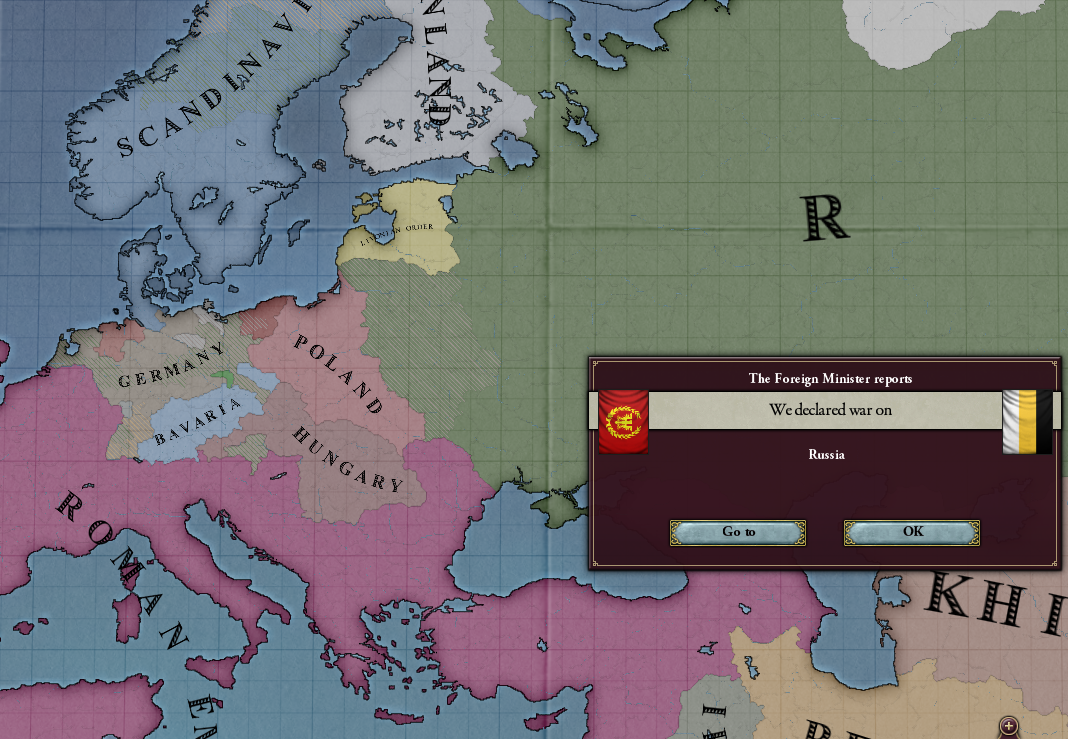 SCANDINAVI
NLAND
LIVONIAN ORDER
R
GERMANY
POLAND
BAVARIA
HUNGARY
The Foreign Minister reports
We declared war on
Russia
Go to
OK
ROMAN
EM
KHI